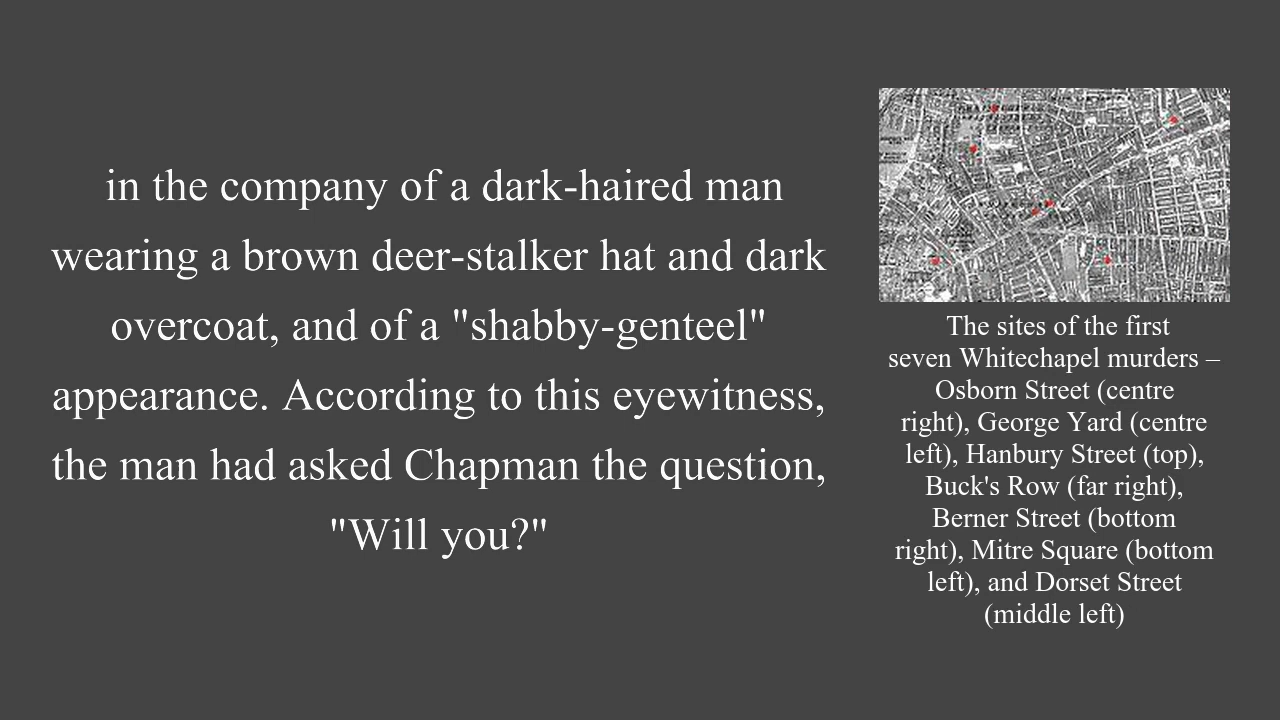 in the company of a dark-haired man
wearing a brown deer-stalker hat and dark
overcoat, and of a "shabby-genteel"
appearance. According to this eyewitness,
the man had asked Chapman the question,
"Will you?"
The sites of the first
seven Whitechapel murders –
Osborn Street (centre
right), George Yard (centre
left), Hanbury Street (top),
Buck's Row (far right),
Berner Street (bottom
right), Mitre Square (bottom
left), and Dorset Street
(middle left)